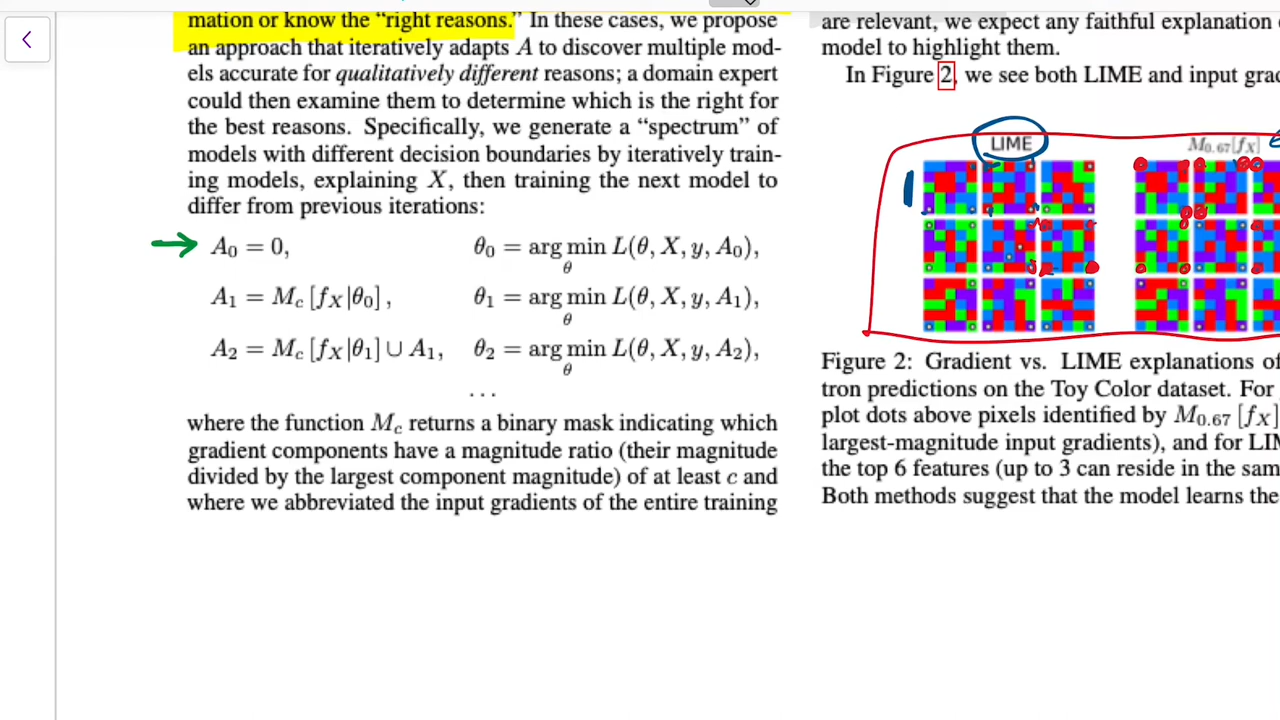 mation or know the “right reasons.” In these cases, we propose
an approach that iteratively adapts A to discover multiple mod-
els accurate for qualitatively different reasons; a domain expert
could then examine them to determine which is the right for
the best reasons. Specifically, we generate a “spectrum” of
models with different decision boundaries by iteratively train-
ing models, explaining X, then training the next model to
differ from previous iterations:
A₀ = 0, θ₀ = arg min L(θ, X, y, A₀),
θ
A₁ = M_c [f_X|θ₀] , θ₁ = arg min L(θ, X, y, A₁),
θ
A₂ = M_c [f_X|θ₁] ∪ A₁, θ₂ = arg min L(θ, X, y, A₂),
θ
...
where the function M_c returns a binary mask indicating which
gradient components have a magnitude ratio (their magnitude
divided by the largest component magnitude) of at least c and
where we abbreviated the input gradients of the entire training
are relevant, we expect any faithful explanation
model to highlight them.
In Figure 2, we see both LIME and input grad
LIME M₀.₆₇[f_X]
Figure 2: Gradient vs. LIME explanations of
tron predictions on the Toy Color dataset. For
plot dots above pixels identified by M₀.₆₇ [f_X]
largest-magnitude input gradients), and for LIM
the top 6 features (up to 3 can reside in the sam
Both methods suggest that the model learns the